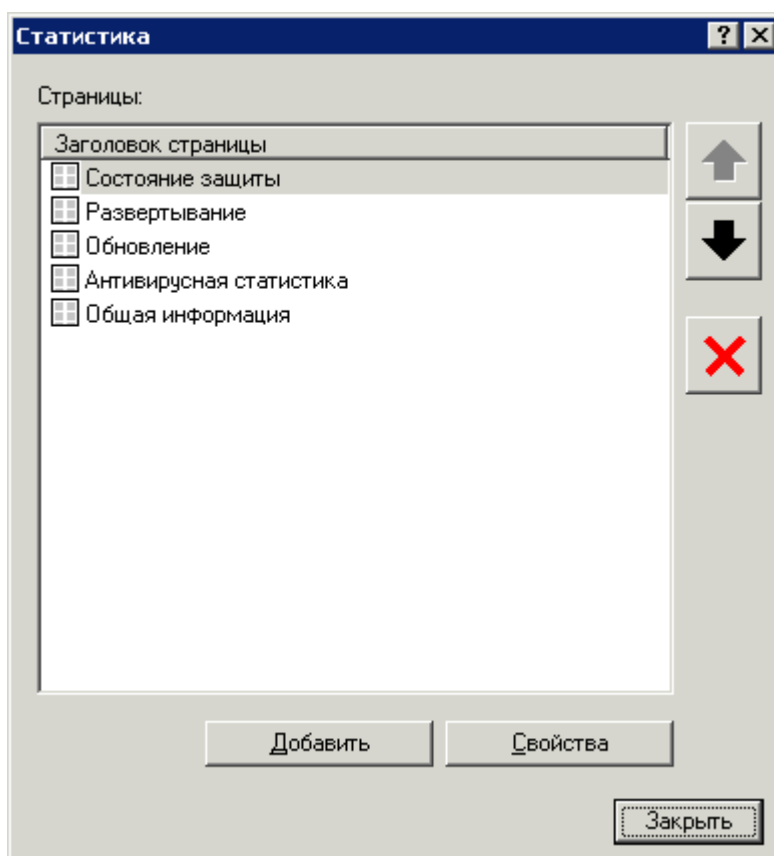 Статистика
Страницы:
Заголовок страницы
Состояние защиты
Развертывание
Обновление
Антивирусная статистика
Общая информация
Добавить
Свойства
Закрыть